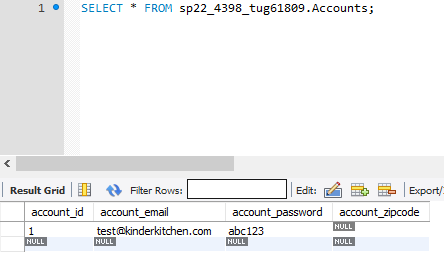 1 SELECT * FROM sp22_4398_tug61809.Accounts;
Result Grid Filter Rows: Edit: Export/
account_id account_email account_password account_zipcode
1 test@kinderkitchen.com abc123 NULL
NULL NULL NULL NULL